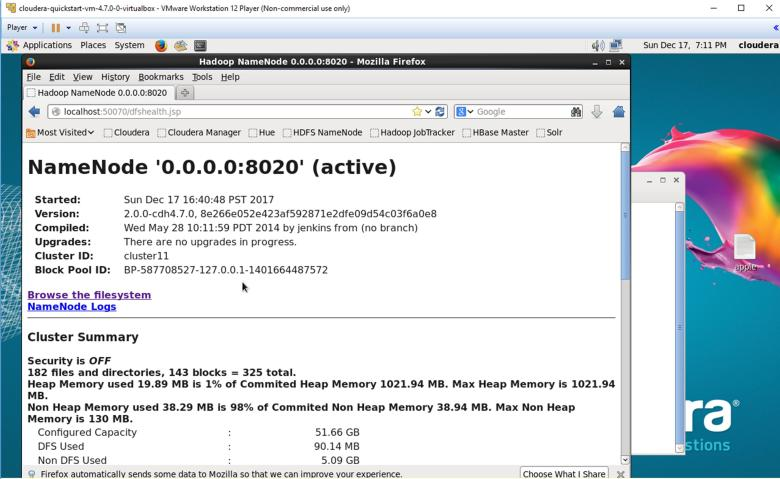 cloudera-quickstart-vm-4.7.0-0-virtualbox - VMware Workstation 12 Player (Non-commercial use only)
Player
Applications Places System Sun Dec 17, 7:11 PM cloudera
Hadoop NameNode 0.0.0.0:8020 - Mozilla Firefox
File Edit View History Bookmarks Tools Help
Hadoop NameNode 0.0.0.0:8020
localhost:50070/dfshealth.jsp Google
Most Visited Cloudera Cloudera Manager Hue HDFS NameNode Hadoop JobTracker HBase Master Solr
NameNode '0.0.0.0:8020' (active)
Started: Sun Dec 17 16:40:48 PST 2017
Version: 2.0.0-cdh4.7.0, 8e266e052e423af592871e2dfe09d54c03f6a0e8
Compiled: Wed May 28 10:11:59 PDT 2014 by jenkins from (no branch)
Upgrades: There are no upgrades in progress.
Cluster ID: cluster11
Block Pool ID: BP-587708527-127.0.0.1-1401664487572
apple
Browse the filesystem
NameNode Logs
Cluster Summary
Security is OFF
182 files and directories, 143 blocks = 325 total.
Heap Memory used 19.89 MB is 1% of Commited Heap Memory 1021.94 MB. Max Heap Memory is 1021.94
MB.
Non Heap Memory used 38.29 MB is 98% of Commited Non Heap Memory 38.94 MB. Max Non Heap
Memory is 130 MB.
Configured Capacity : 51.66 GB
DFS Used : 90.14 MB
Non DFS Used : 5.09 GB
ra
stions
Firefox automatically sends some data to Mozilla so that we can improve your experience. Choose What I Share